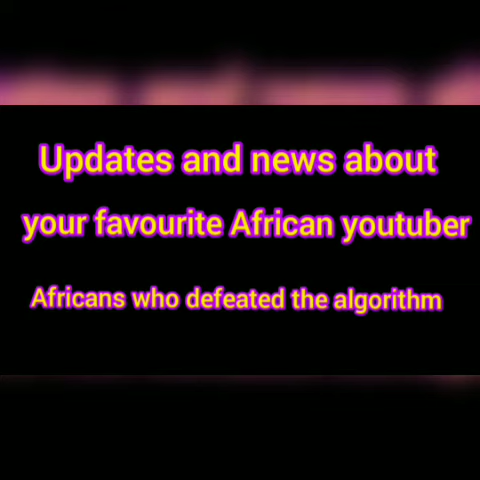 Updates and news about
your favourite African youtuber
Africans who defeated the algorithm